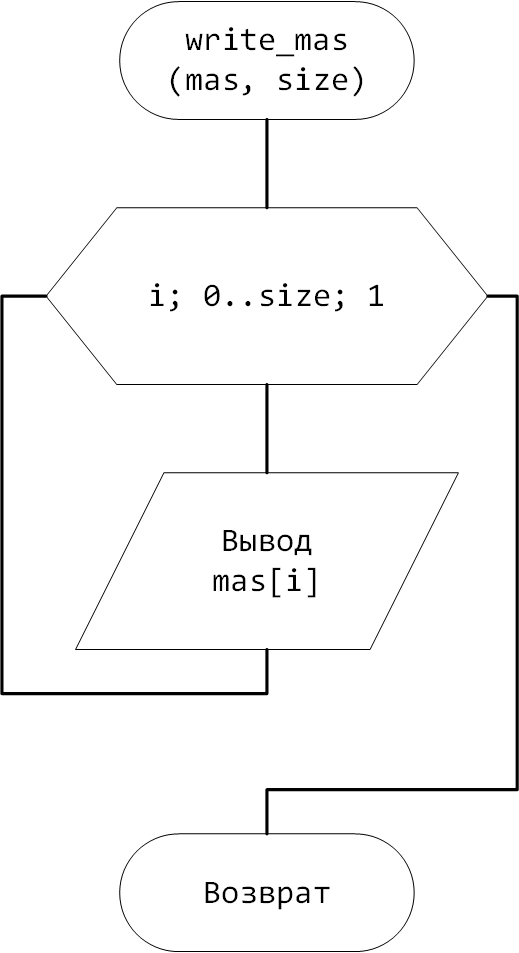 write_mas
(mas, size)
i; 0..size; 1
Вывод
mas[i]
Возврат